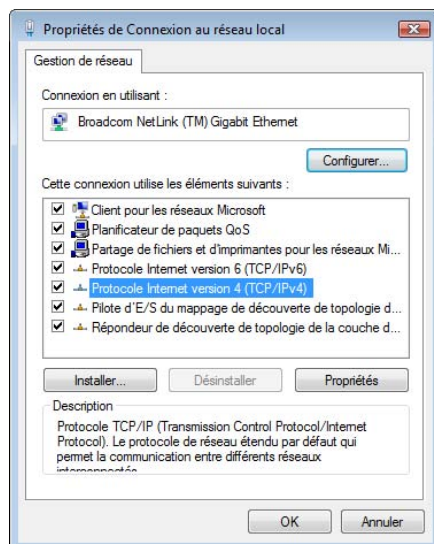 Propriétés de Connexion au réseau local
Gestion de réseau
Connexion en utilisant :
Broadcom NetLink (TM) Gigabit Ethernet
Configurer...
Cette connexion utilise les éléments suivants :
Client pour les réseaux Microsoft
Planificateur de paquets QoS
Partage de fichiers et d'imprimantes pour les réseaux Mi...
Protocole Internet version 6 (TCP/IPv6)
Protocole Internet version 4 (TCP/IPv4)
Pilote d'E/S du mappage de découverte de topologie d...
Répondeur de découverte de topologie de la couche d...
Installer... Désinstaller Propriétés
Description
Protocole TCP/IP (Transmission Control Protocol/Internet
Protocol). Le protocole de réseau étendu par défaut qui
permet la communication entre différents réseaux
interconnectés
OK Annuler